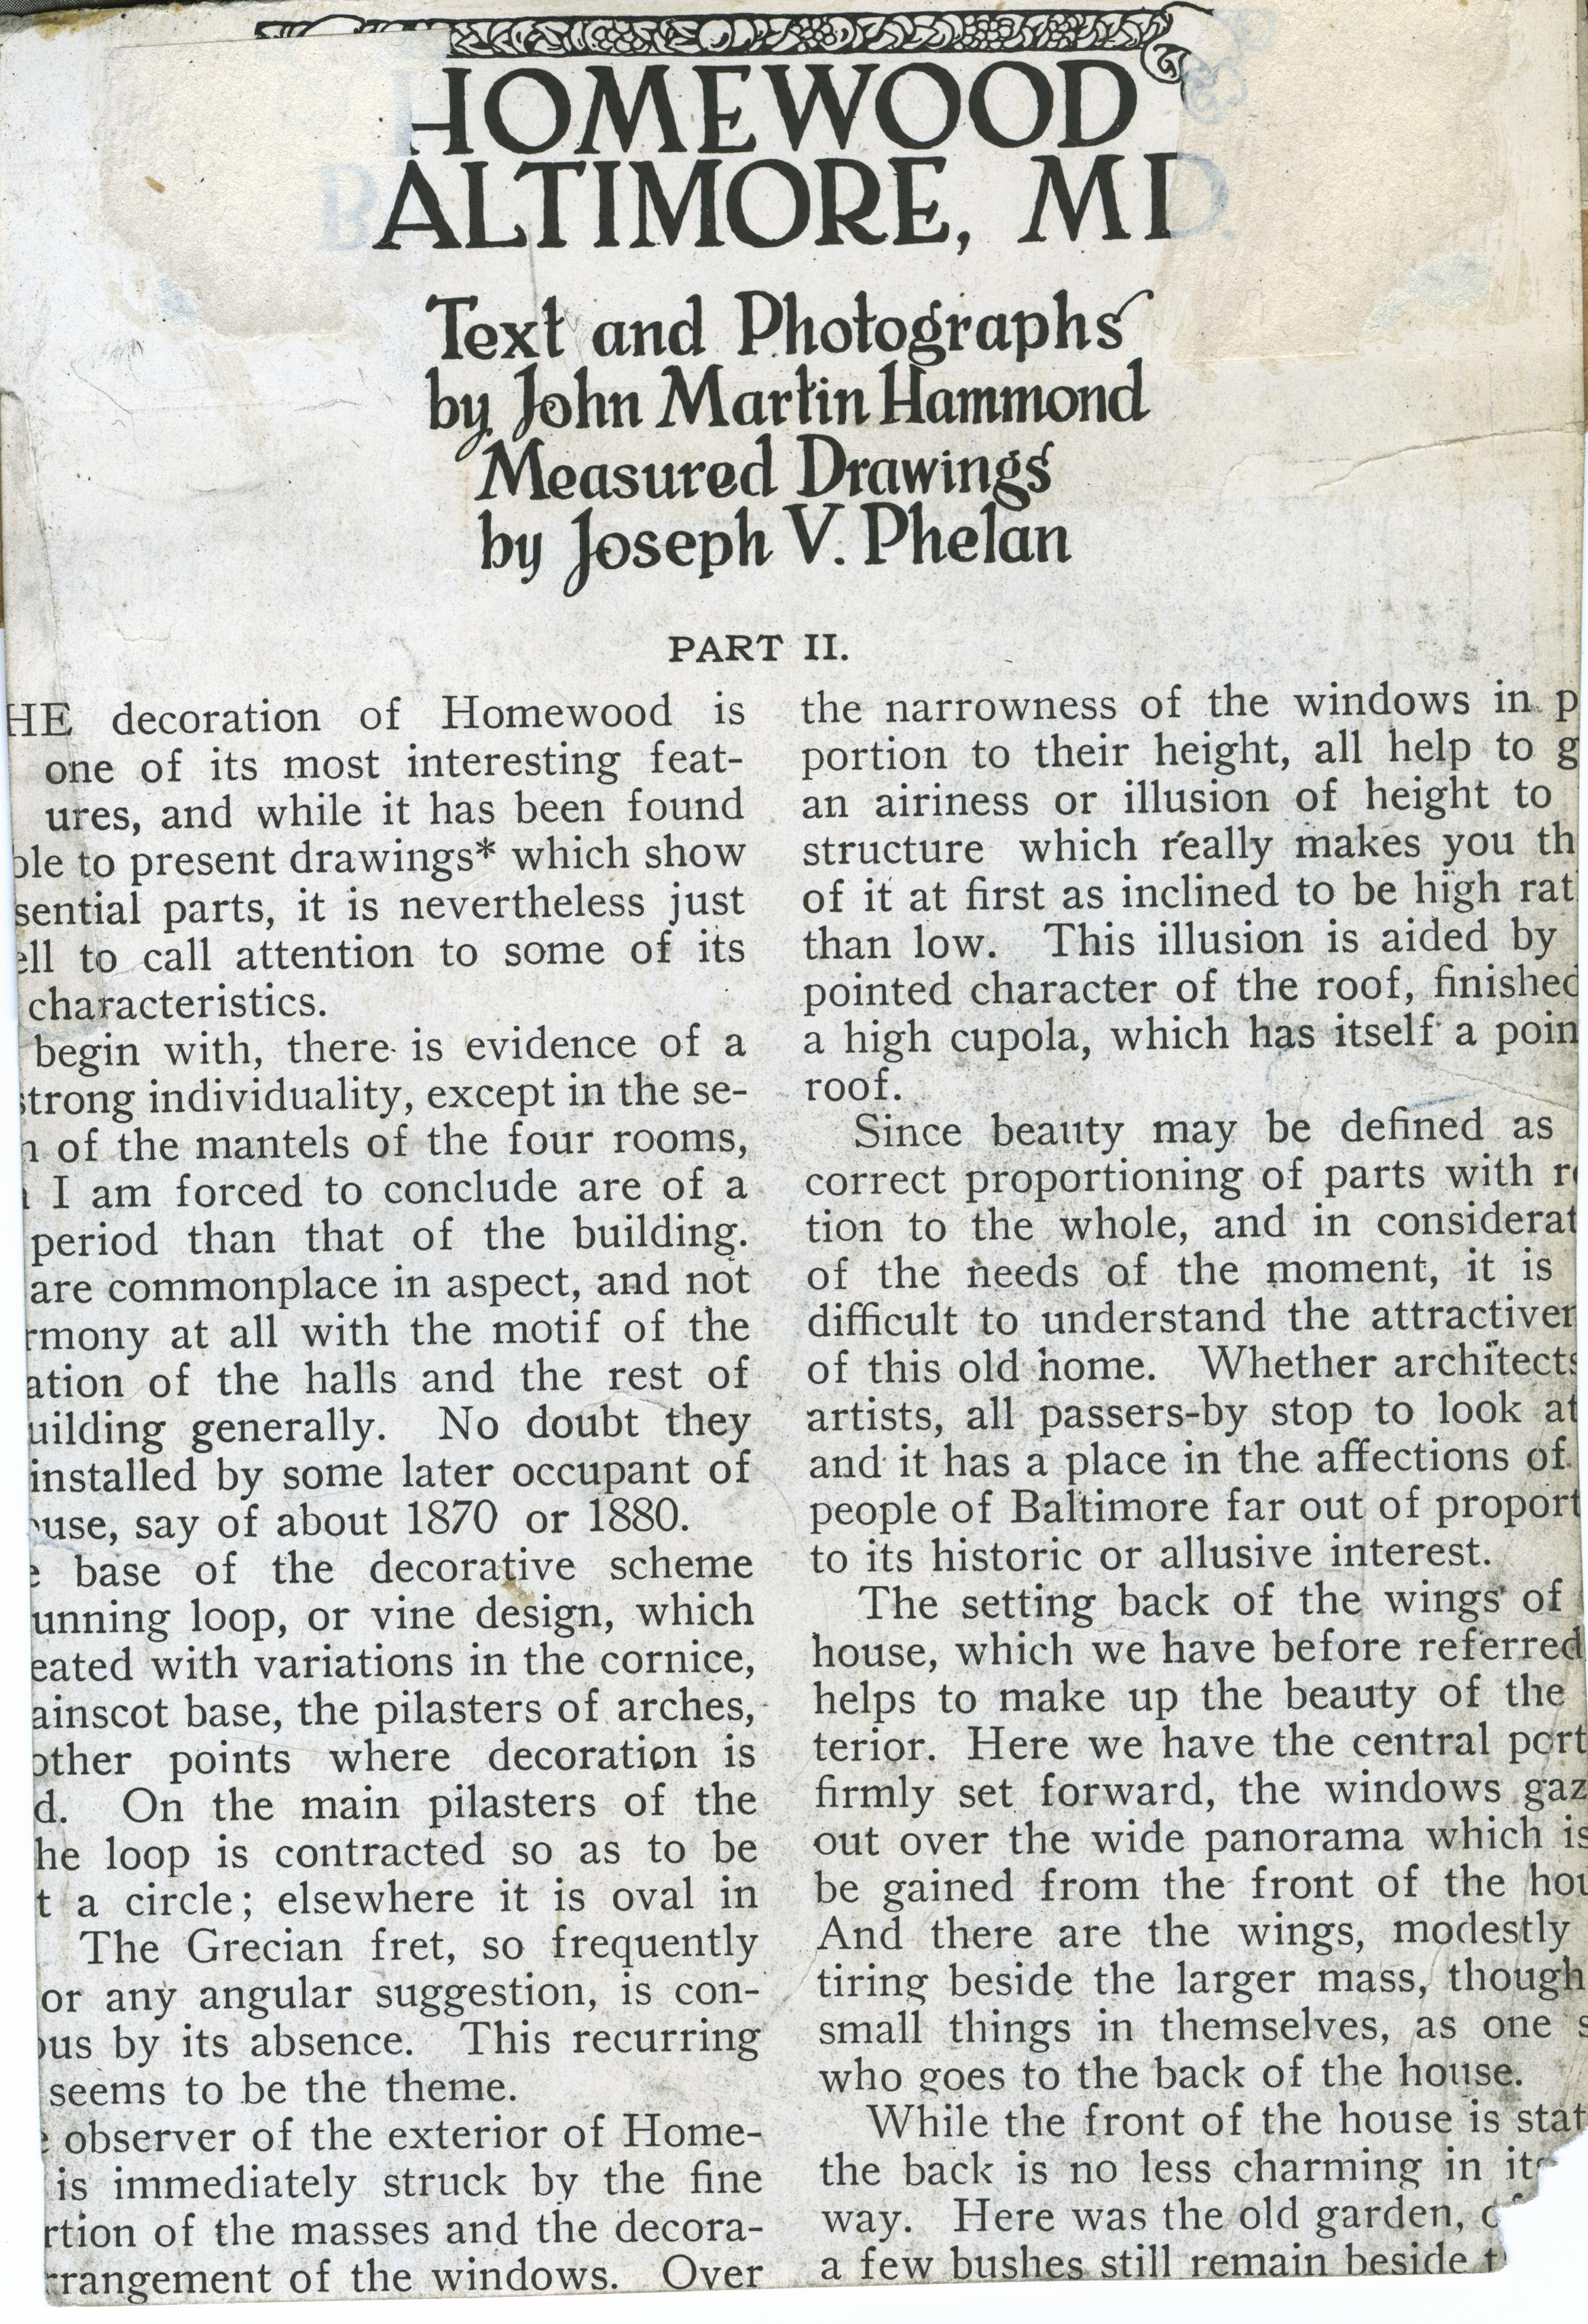 HOMEWOOD
BALTIMORE, MD.
Text and Photographs
by John Martin Hammond
Measured Drawings
by Joseph V. Phelan
PART II.
HE decoration of Homewood is
one of its most interesting feat-
ures, and while it has been found
ble to present drawings* which show
sential parts, it is nevertheless just
ell to call attention to some of its
characteristics.
begin with, there is evidence of a
strong individuality, except in the se-
n of the mantels of the four rooms,
I am forced to conclude are of a
period than that of the building.
are commonplace in aspect, and not
rmony at all with the motif of the
ation of the halls and the rest of
uilding generally. No doubt they
installed by some later occupant of
ouse, say of about 1870 or 1880.
e base of the decorative scheme
unning loop, or vine design, which
eated with variations in the cornice,
ainscot base, the pilasters of arches,
other points where decoration is
d. On the main pilasters of the
he loop is contracted so as to be
t a circle; elsewhere it is oval in
The Grecian fret, so frequently
or any angular suggestion, is con-
ous by its absence. This recurring
seems to be the theme.
e observer of the exterior of Home-
is immediately struck by the fine
rtion of the masses and the decora-
rrangement of the windows. Over
the narrowness of the windows in p
portion to their height, all help to g
an airiness or illusion of height to
structure which really makes you th
of it at first as inclined to be high rat
than low. This illusion is aided by
pointed character of the roof, finished
a high cupola, which has itself a poin
roof.
Since beauty may be defined as
correct proportioning of parts with re
tion to the whole, and in considerat
of the needs of the moment, it is
difficult to understand the attractiven
of this old home. Whether architects
artists, all passers-by stop to look at
and it has a place in the affections of
people of Baltimore far out of proport
to its historic or allusive interest.
The setting back of the wings of
house, which we have before referred
helps to make up the beauty of the
terior. Here we have the central port
firmly set forward, the windows gaz
out over the wide panorama which is
be gained from the front of the hou
And there are the wings, modestly
tiring beside the larger mass, though
small things in themselves, as one s
who goes to the back of the house.
While the front of the house is stat
the back is no less charming in its
way. Here was the old garden, of
a few bushes still remain beside t